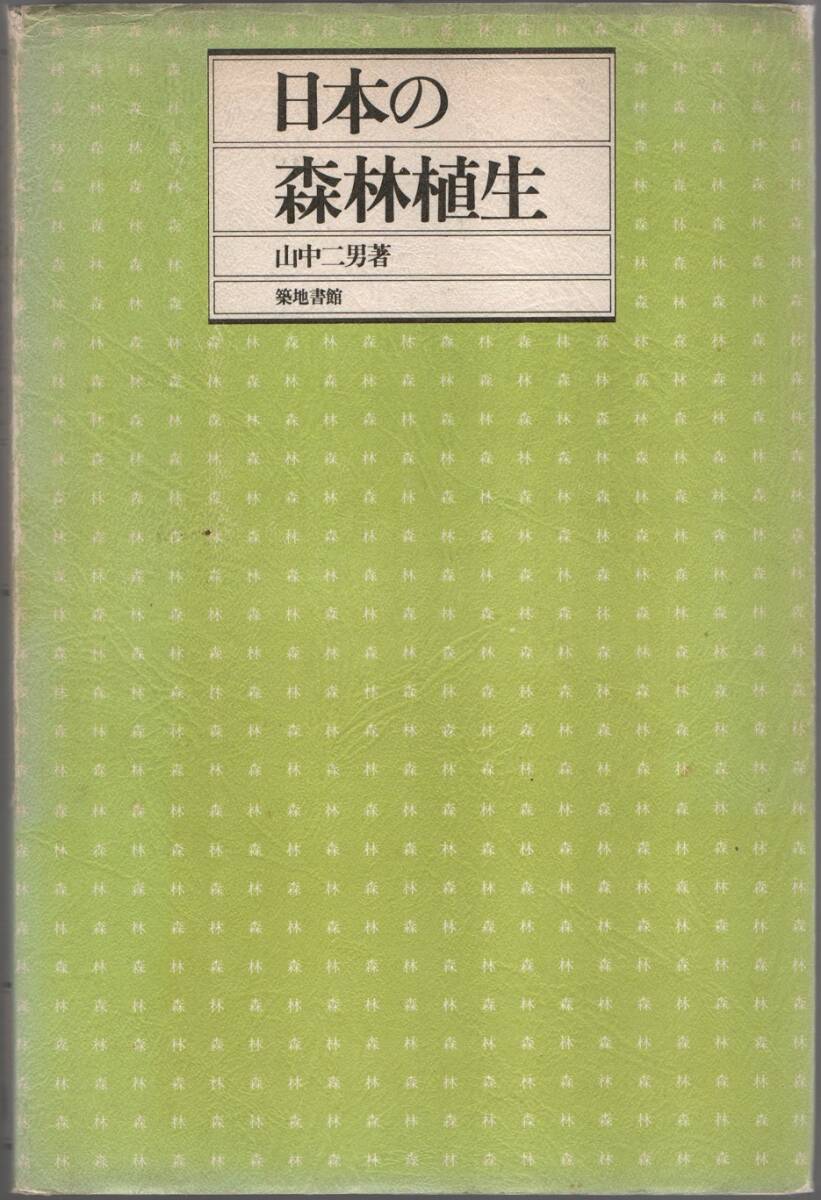 日本の
森林植生
山中二男著
築地書館